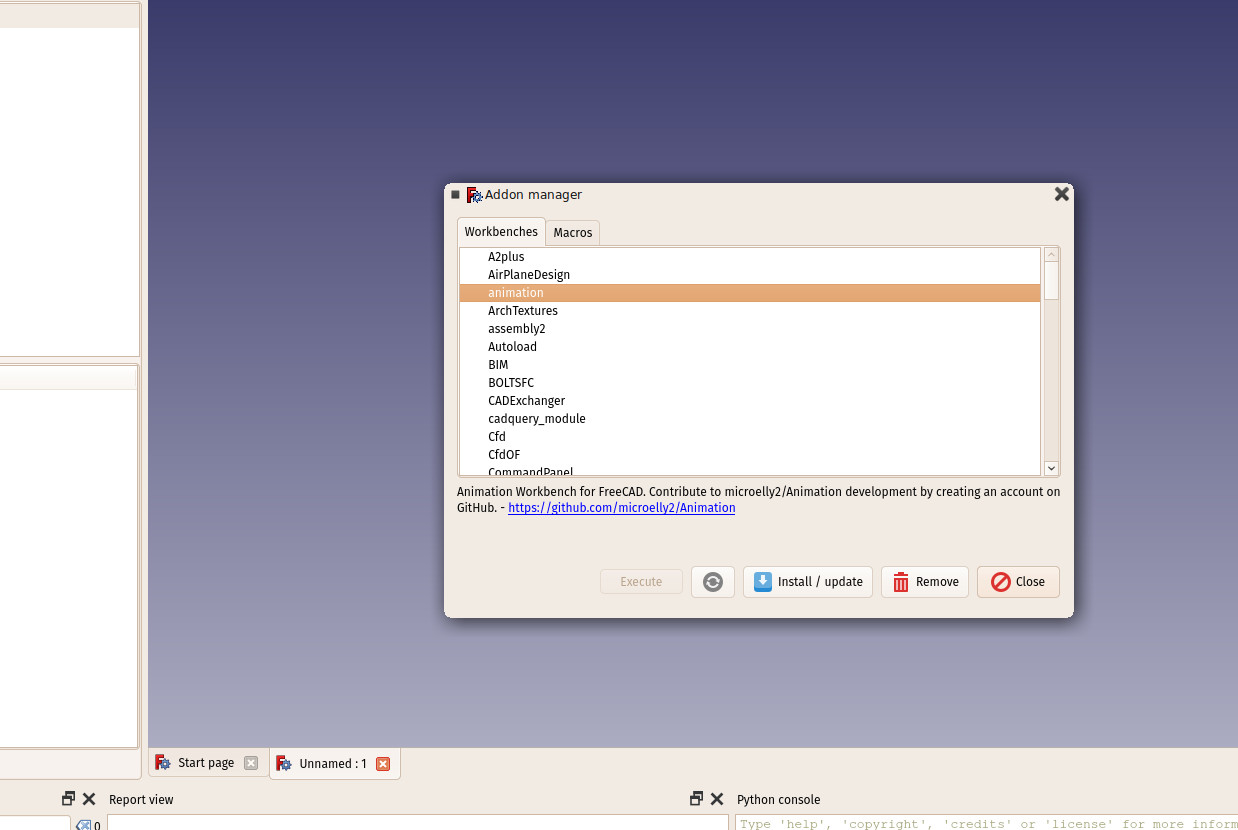 Addon manager
Workbenches
Macros
A2plus
AirPlaneDesign
animation
ArchTextures
assembly2
Autoload
BIM
BOLTSFC
CADExchanger
cadquery_module
Cfd
CfdOF
CommandPanel
Animation Workbench for FreeCAD. Contribute to microelly2/Animation development by creating an account on
GitHub. - https://github.com/microelly2/Animation
Execute
Install / update
Remove
Close
Start page
Unnamed : 1
Report view
Python console
0
Type 'help', 'copyright', 'credits' or 'license' for more inform